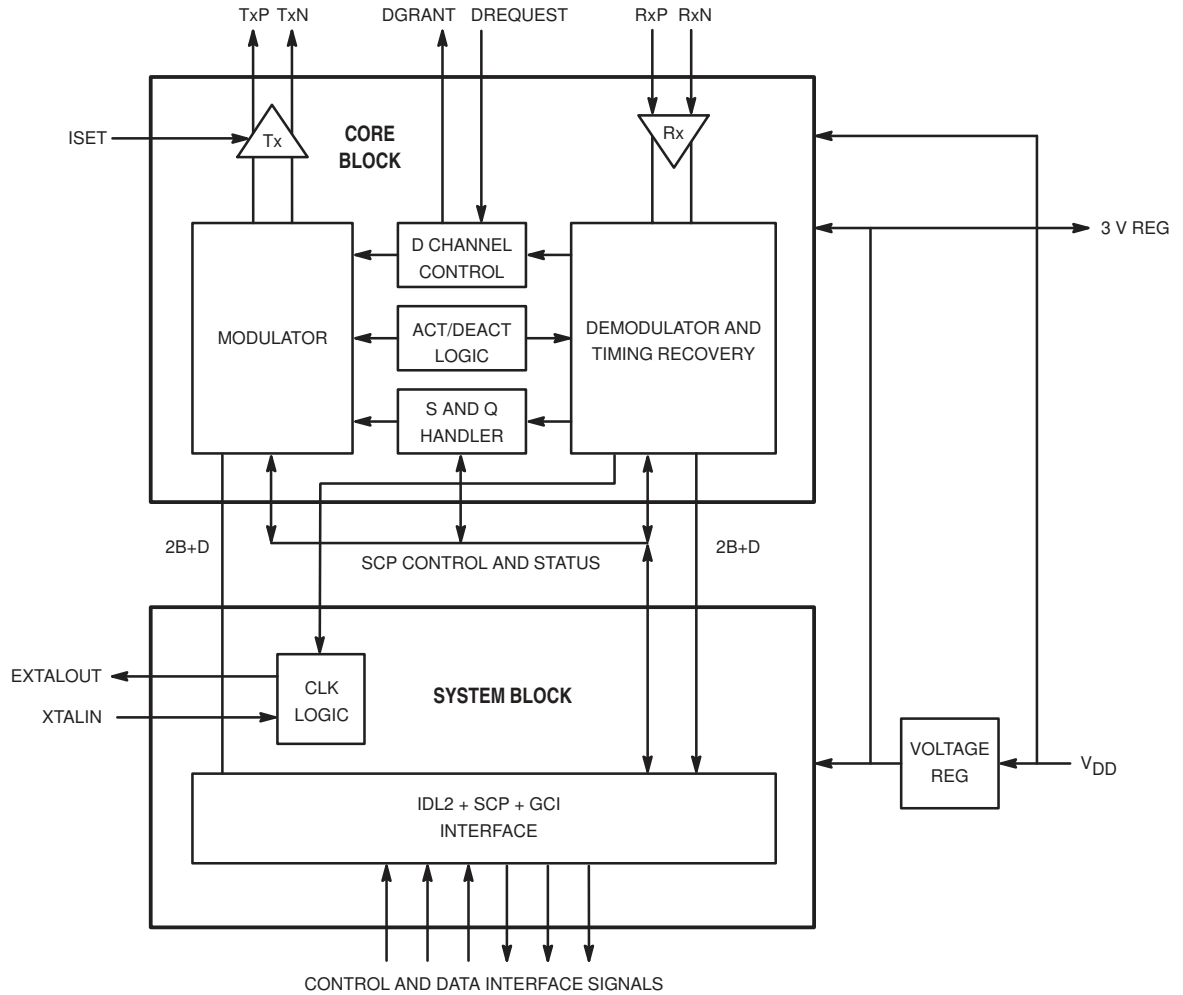 TxP TxN
DGRANT DREQUEST
RxP RxN
ISET
Tx
CORE
BLOCK
Rx
3 V REG
MODULATOR
D CHANNEL
CONTROL
ACT/DEACT
LOGIC
S AND Q
HANDLER
DEMODULATOR AND
TIMING RECOVERY
2B+D
SCP CONTROL AND STATUS
2B+D
EXTALOUT
XTALIN
CLK
LOGIC
SYSTEM BLOCK
VOLTAGE
REG
VDD
IDL2 + SCP + GCI
INTERFACE
CONTROL AND DATA INTERFACE SIGNALS